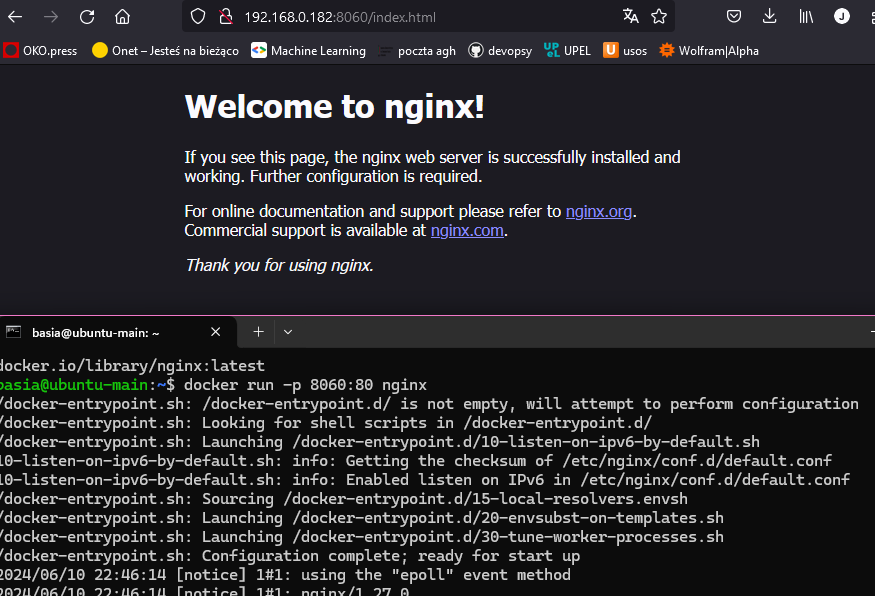 192.168.0.182:8060/index.html
OKO.press Onet – Jesteś na bieżąco Machine Learning poczta agh devopsy UPEL UPEL U usos Wolfram|Alpha
Welcome to nginx!
If you see this page, the nginx web server is successfully installed and
working. Further configuration is required.
For online documentation and support please refer to nginx.org.
Commercial support is available at nginx.com.
Thank you for using nginx.
basia@ubuntu-main: ~
docker.io/library/nginx:latest
basia@ubuntu-main:~$ docker run -p 8060:80 nginx
/docker-entrypoint.sh: /docker-entrypoint.d/ is not empty, will attempt to perform configuration
/docker-entrypoint.sh: Looking for shell scripts in /docker-entrypoint.d/
/docker-entrypoint.sh: Launching /docker-entrypoint.d/10-listen-on-ipv6-by-default.sh
10-listen-on-ipv6-by-default.sh: info: Getting the checksum of /etc/nginx/conf.d/default.conf
10-listen-on-ipv6-by-default.sh: info: Enabled listen on IPv6 in /etc/nginx/conf.d/default.conf
/docker-entrypoint.sh: Sourcing /docker-entrypoint.d/15-local-resolvers.envsh
/docker-entrypoint.sh: Launching /docker-entrypoint.d/20-envsubst-on-templates.sh
/docker-entrypoint.sh: Launching /docker-entrypoint.d/30-tune-worker-processes.sh
/docker-entrypoint.sh: Configuration complete; ready for start up
2024/06/10 22:46:14 [notice] 1#1: using the "epoll" event method
2024/06/10 22:46:14 [notice] 1#1: nginx/1.27.0